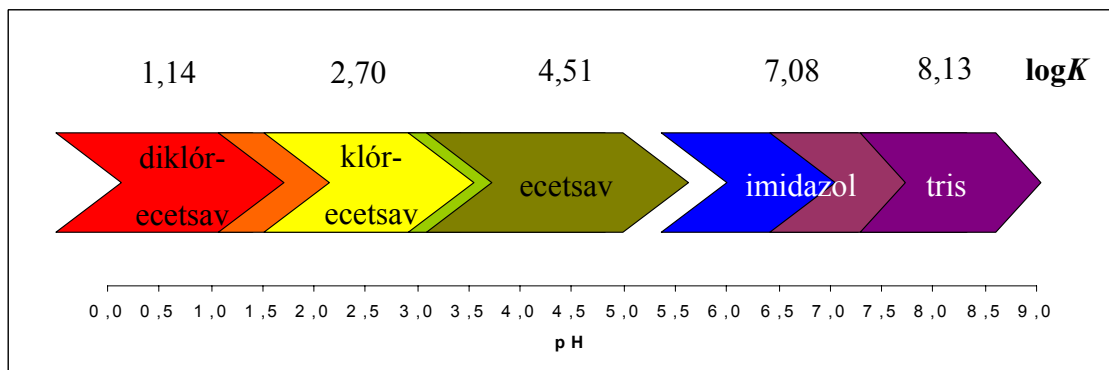 1,14 2,70 4,51 7,08 8,13 logK
diklór-
ecetsav
klór-
ecetsav
ecetsav
imidazol
tris
0,0 0,5 1,0 1,5 2,0 2,5 3,0 3,5 4,0 4,5 5,0 5,5 6,0 6,5 7,0 7,5 8,0 8,5 9,0
pH